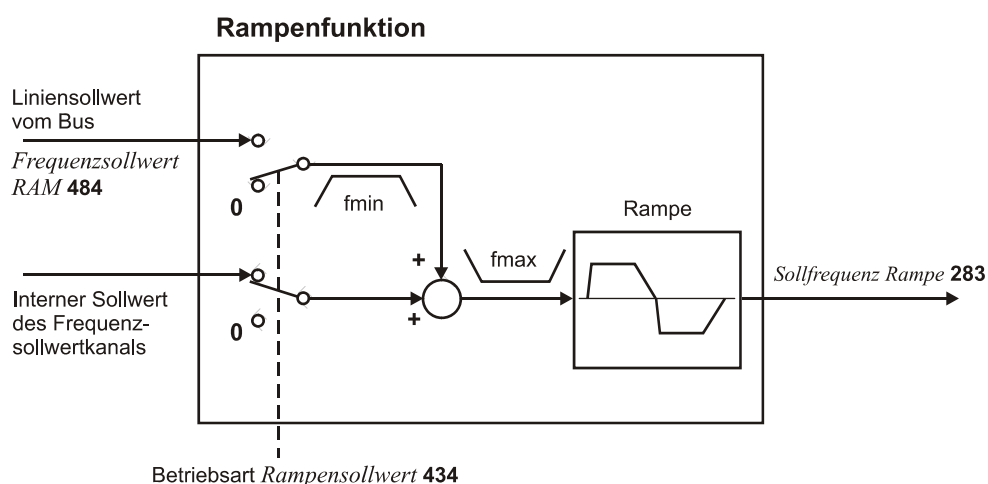 Rampenfunktion
Liniensollwert
vom Bus
Frequenzsollwert
RAM 484
0
fmin
Rampe
+
fmax
Sollfrequenz Rampe 283
Interner Sollwert
des Frequenz-
sollwertkanals
+
0
Betriebsart Rampensollwert 434